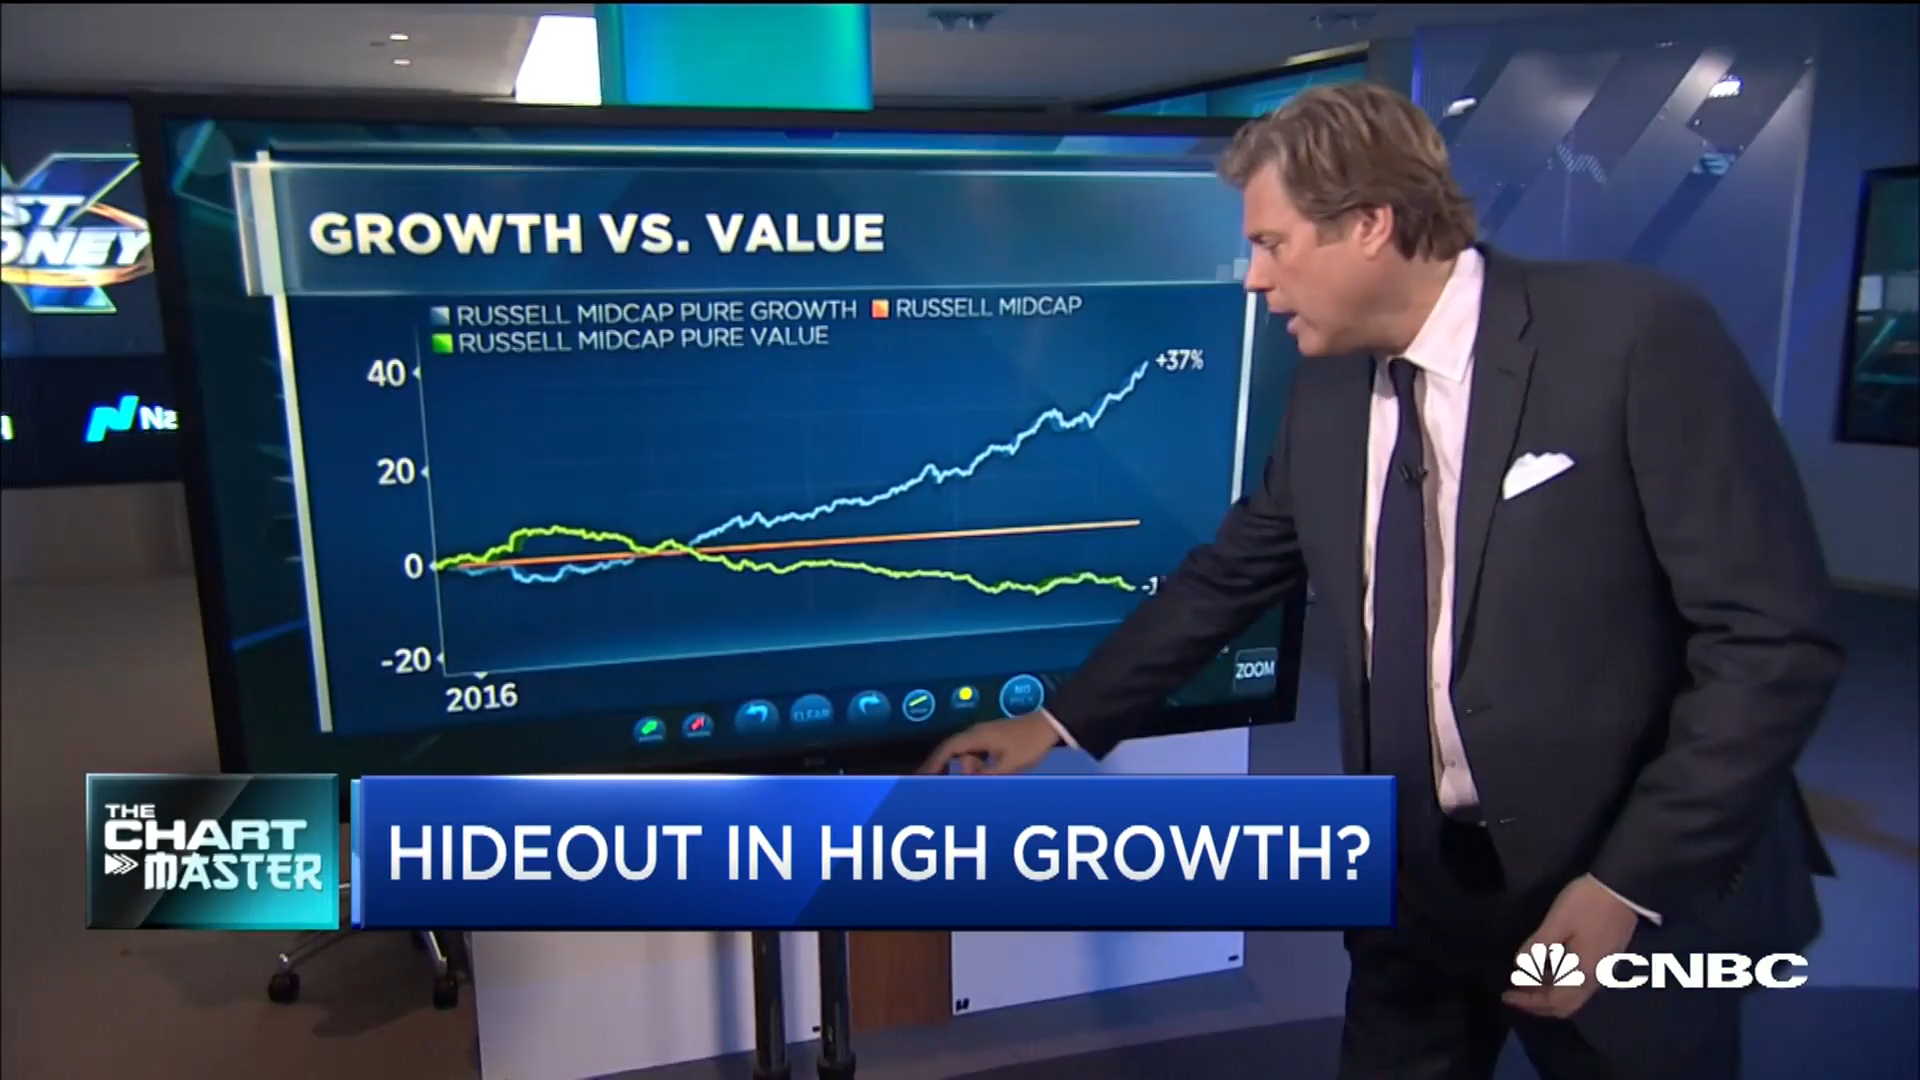 GROWTH VS. VALUE
RUSSELL MIDCAP PURE GROWTH
RUSSELL MIDCAP
RUSSELL MIDCAP PURE VALUE
40
20
0
-20
+37%
2016
CLEAR
NO
ZOOM
THE
CHART
MASTER
HIDEOUT IN HIGH GROWTH?
CNBC